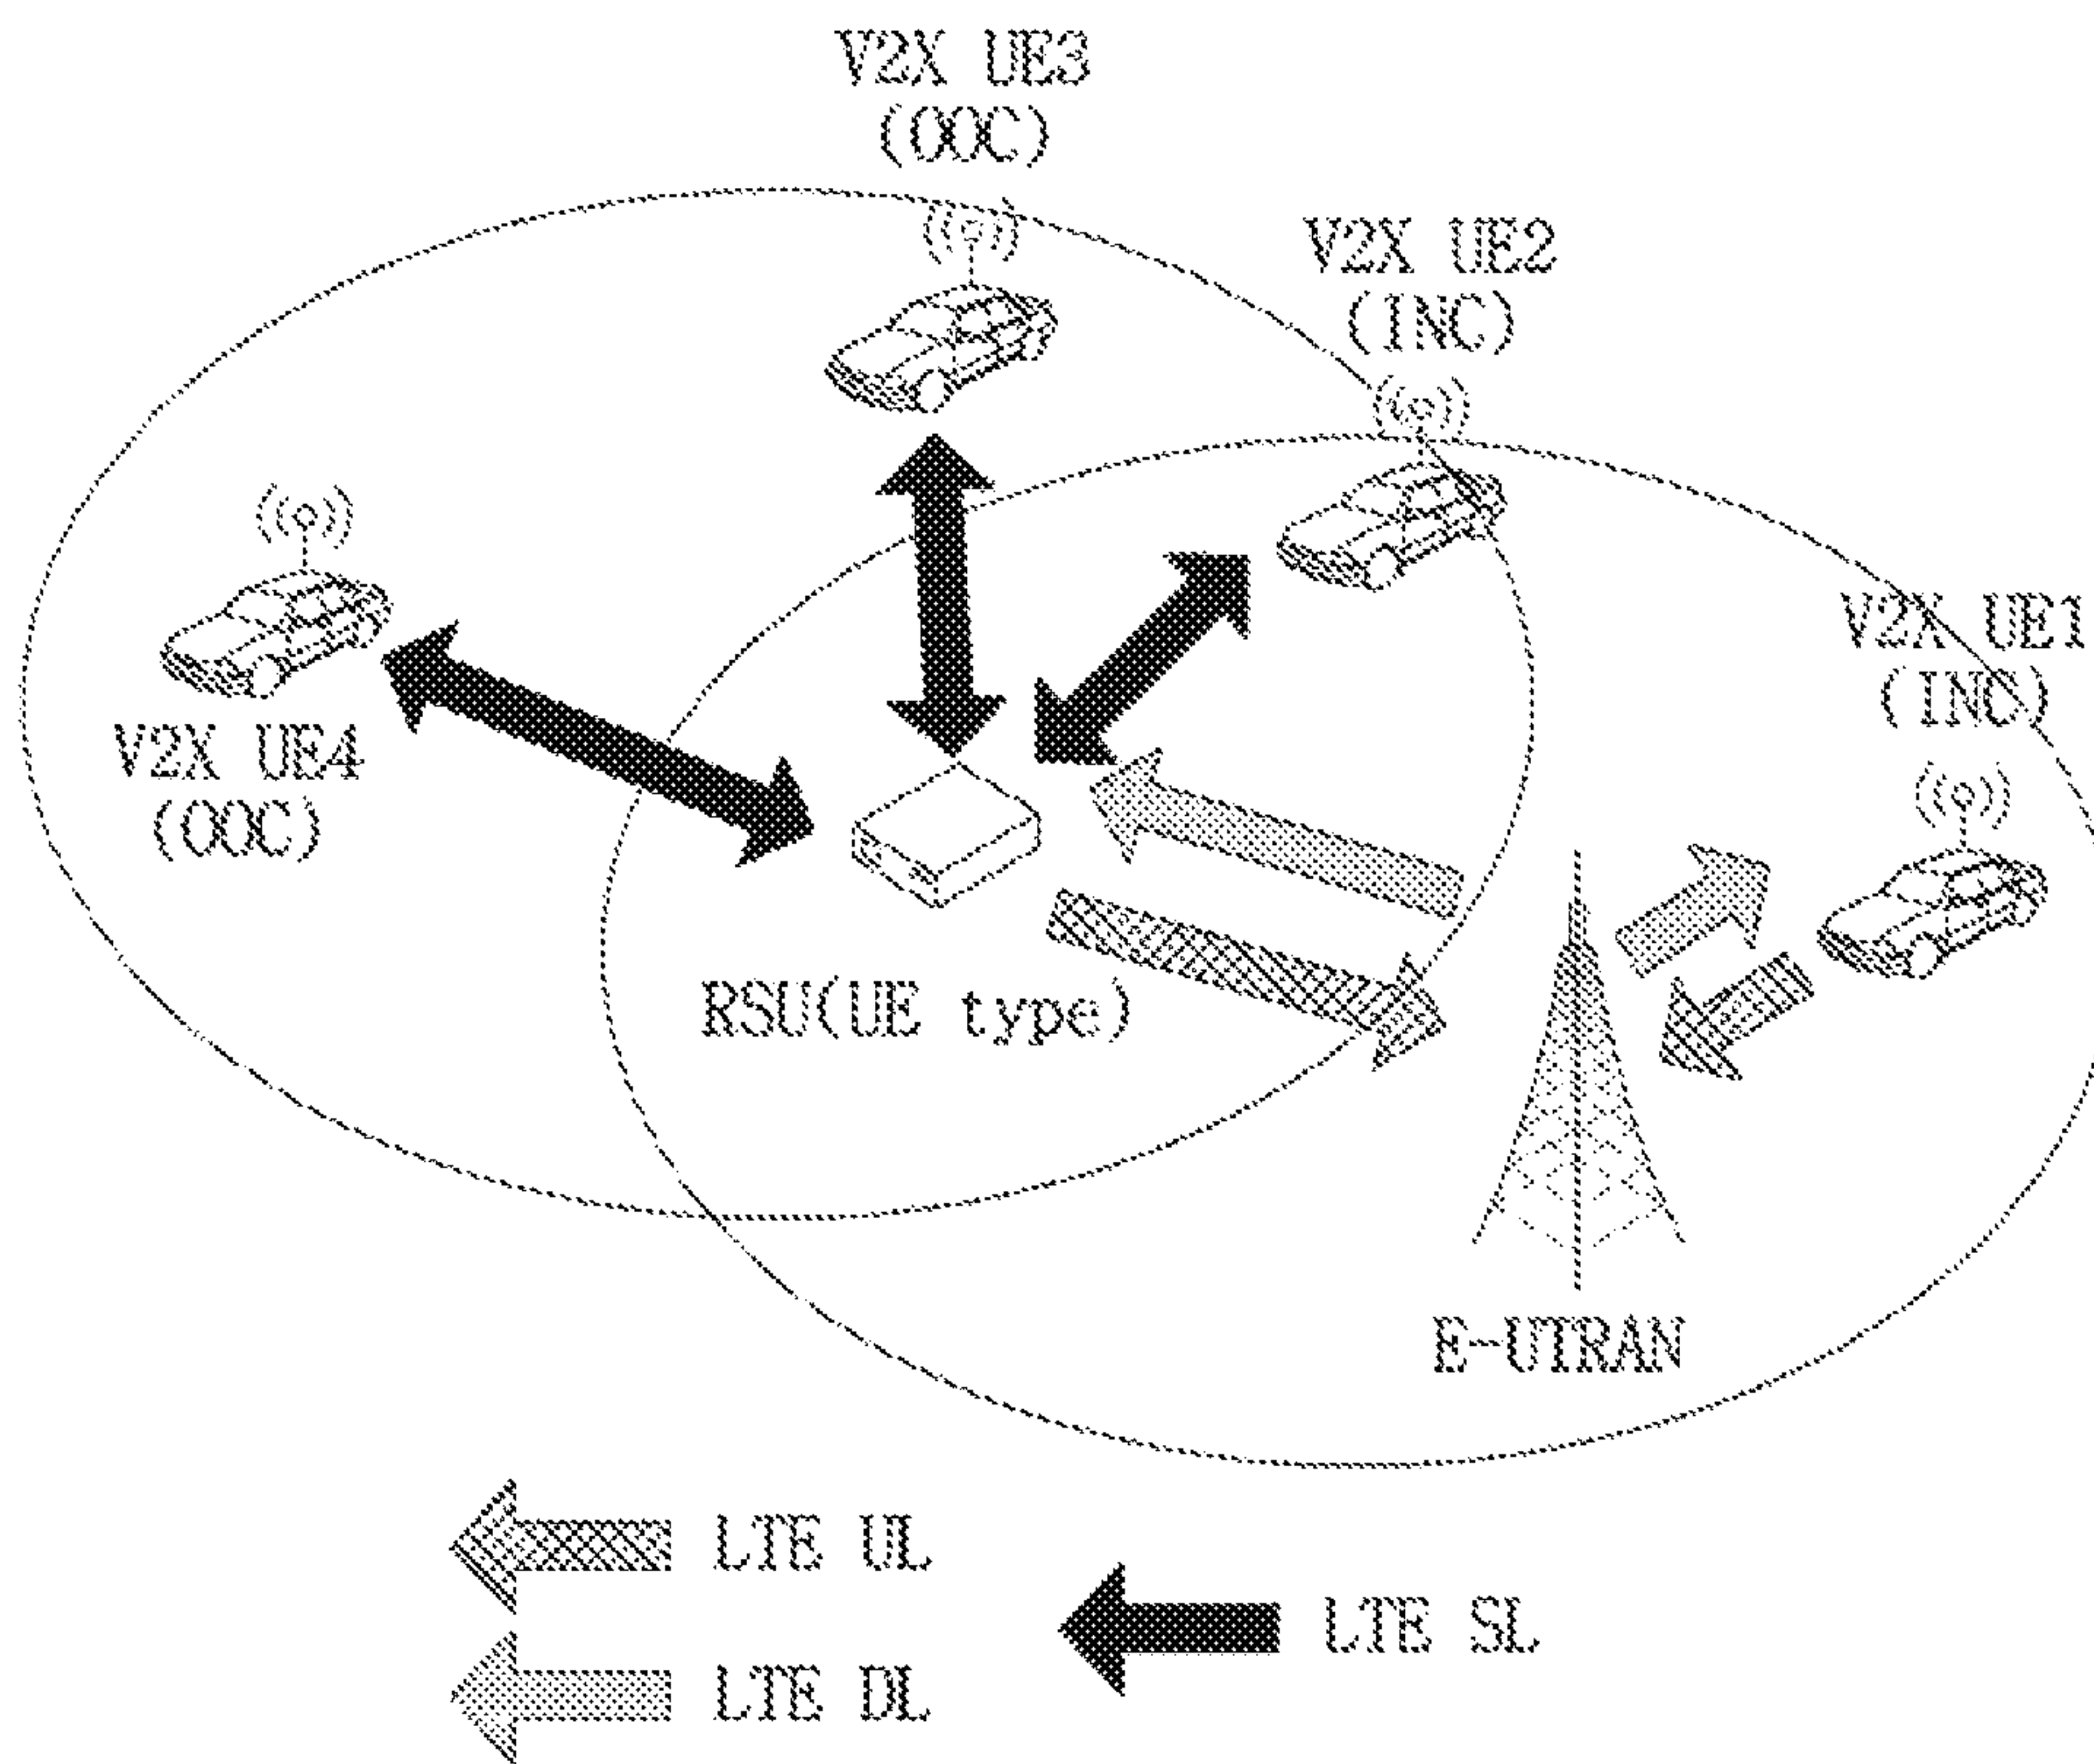 V2X UE3
(OOC)
V2X UE2
(INC)
V2X UE1
(INC)
V2X UE4
(OOC)
RSU(UE type)
E-UTRAN
LTE UL
LTE SL
LTE DL